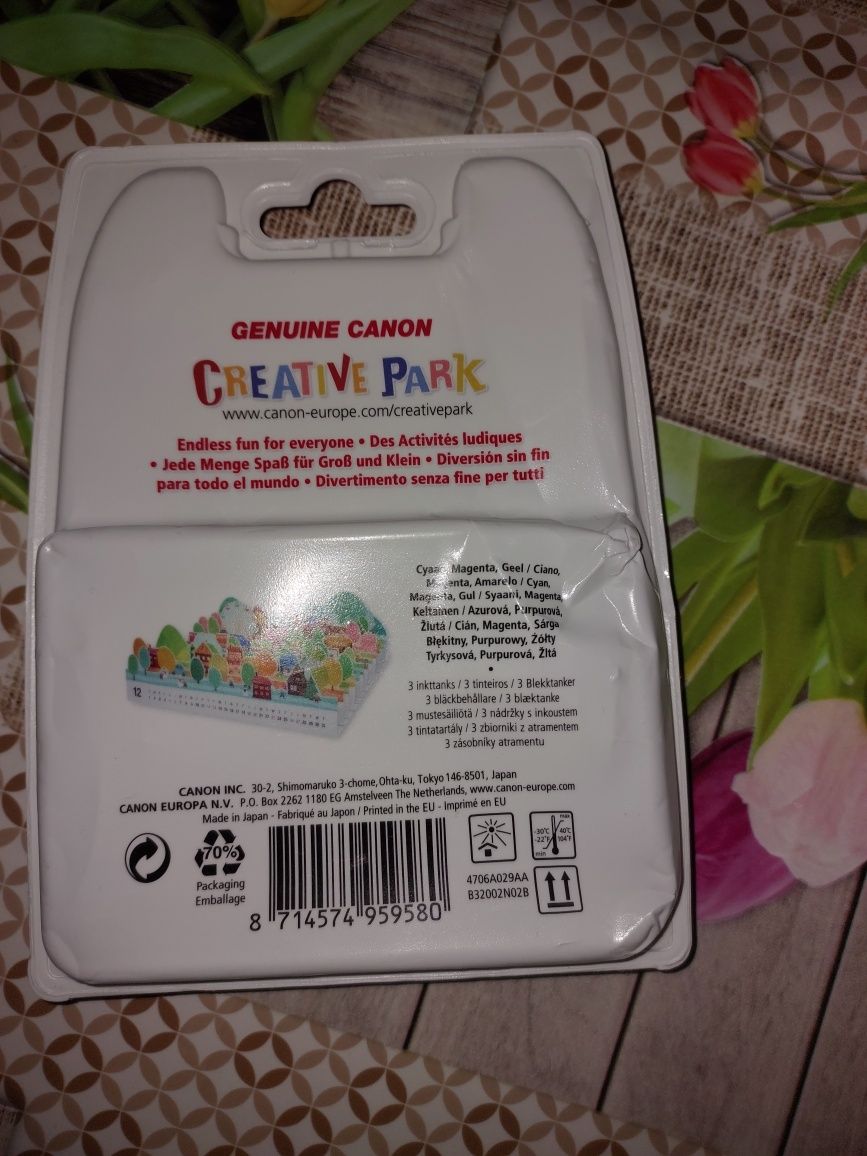 GENUINE CANON
CREATIVE PARK
www.canon-europe.com/creativepark
Endless fun for everyone • Des Activités ludiques
• Jede Menge Spaß für Groß und Klein • Diversión sin fin
para todo el mundo • Divertimento senza fine per tutti
Cyaan, Magenta, Geel / Ciano,
Magenta, Amarelo / Cyan,
Magenta, Gul / Syaani, Magenta,
Keltainen / Azurová, Purpurová,
Žlutá / Cián, Magenta, Sárga
Błękitny, Purpurowy, Żółty
Tyrkysová, Purpurová, Žltá
•
3 inkttanks / 3 tinteiros / 3 Blekktanker
3 bläckbehållare / 3 blæktanke
3 mustesäiliötä / 3 nádržky s inkoustem
3 tintatartály / 3 zbiorniki z atramentem
3 zásobníky atramentu
12
CANON INC. 30-2, Shimomaruko 3-chome, Ohta-ku, Tokyo 146-8501, Japan
CANON EUROPA N.V. P.O. Box 2262 1180 EG Amstelveen The Netherlands, www.canon-europe.com
Made in Japan - Fabriqué au Japon / Printed in the EU - Imprimé en EU
70%
Packaging
Emballage
8 714574 959580
max
-30°C 40°C
-22°F 104°F
min
4706A029AA
B32002N02B